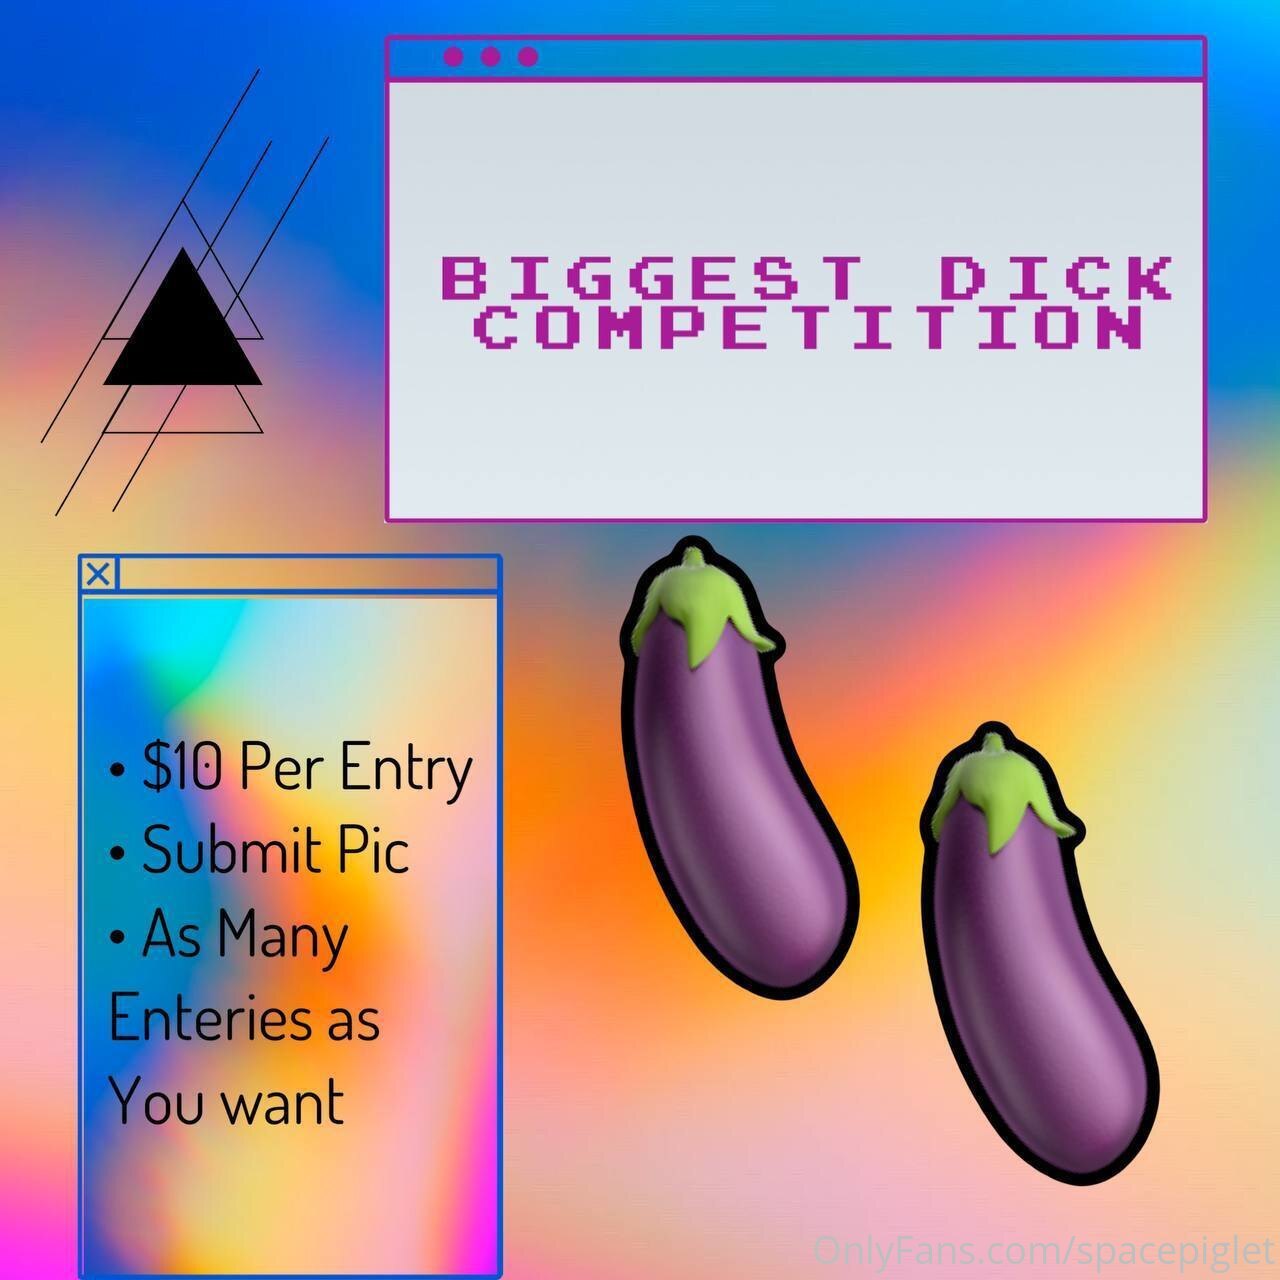 BIGGEST DICK
COMPETITION
• $10 Per Entry
• Submit Pic
• As Many
Enteries as
You want
OnlyFans.com/spacepiglet